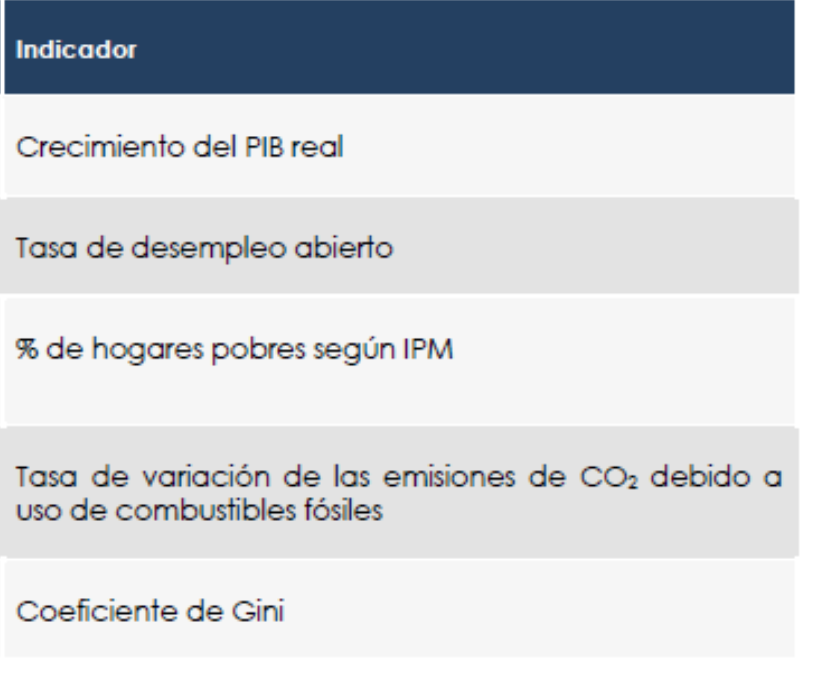 Indicador
Crecimiento del PIB real
Tasa de desempleo abierto
% de hogares pobres según IPM
Tasa de variación de las emisiones de CO₂ debido a
uso de combustibles fósiles
Coeficiente de Gini